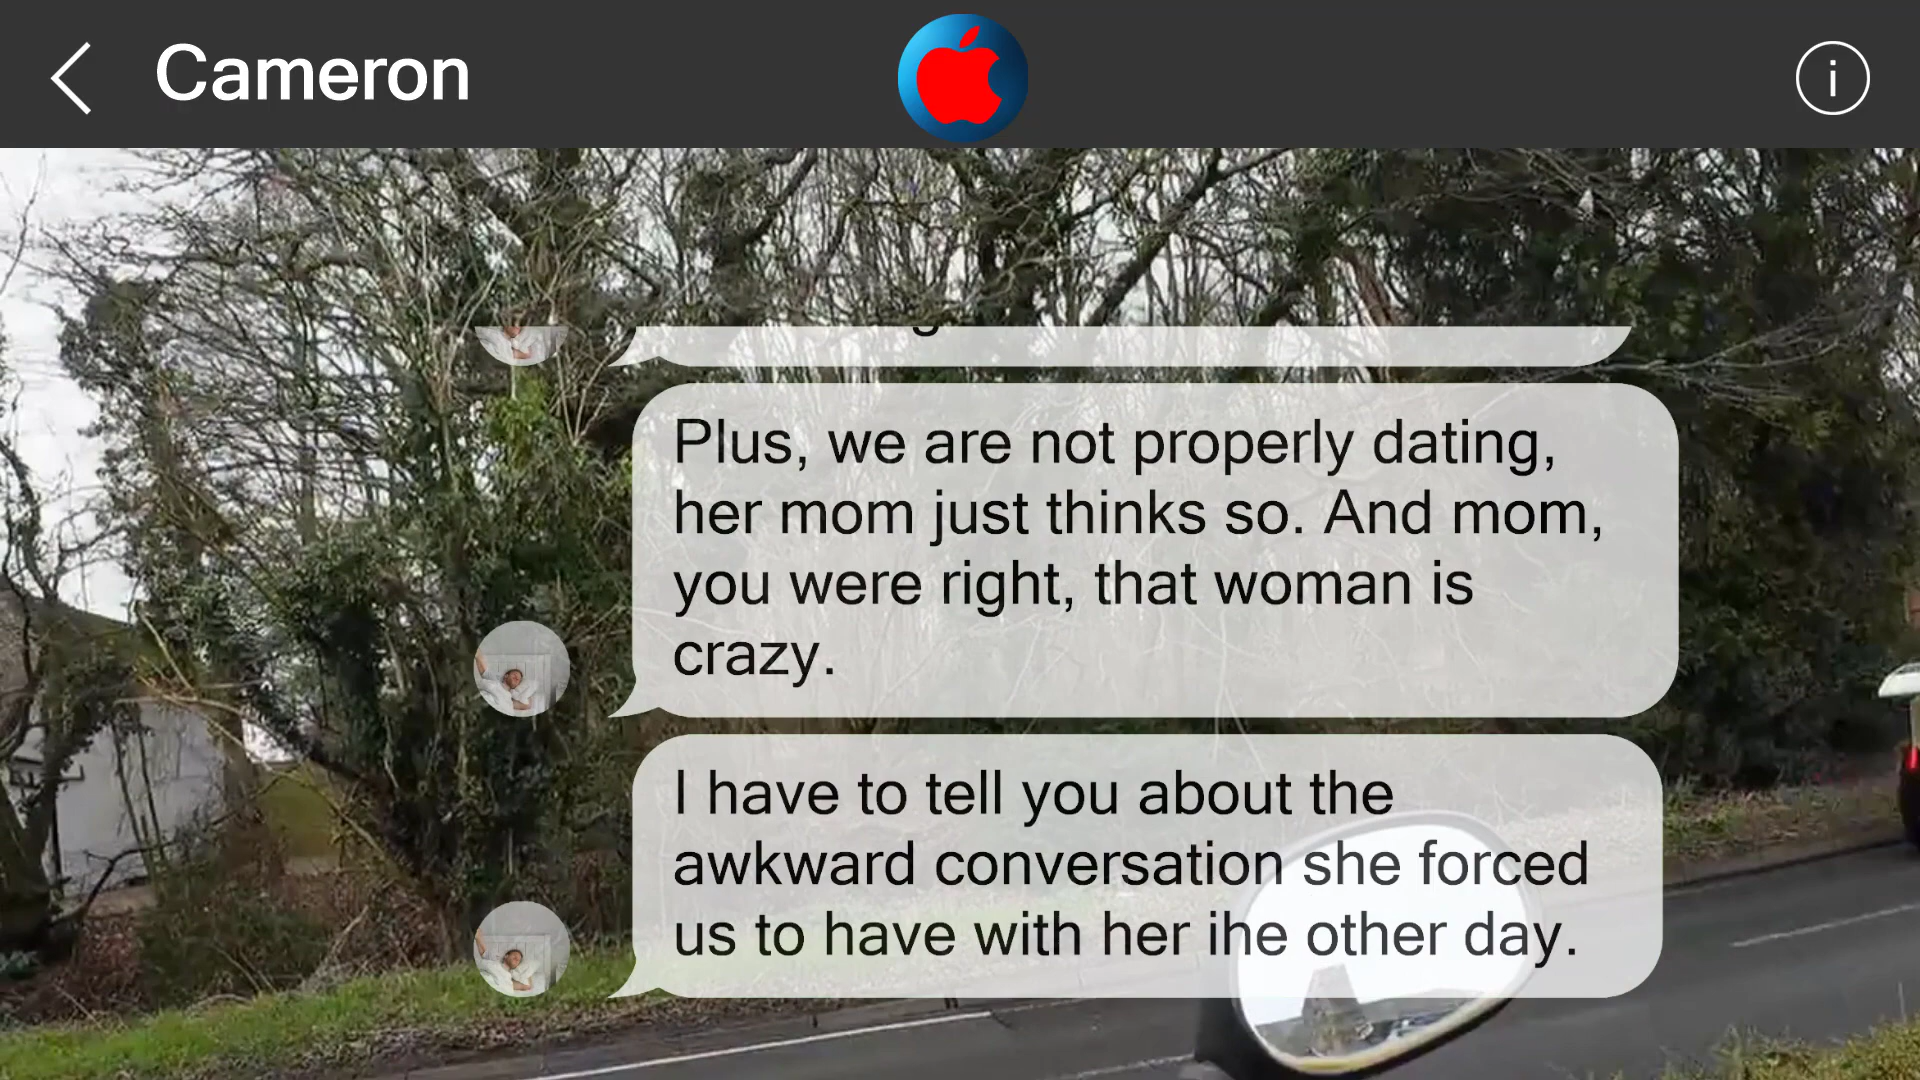 Cameron
i
Plus, we are not properly dating,
her mom just thinks so. And mom,
you were right, that woman is
crazy.
I have to tell you about the
awkward conversation she forced
us to have with her ihe other day.